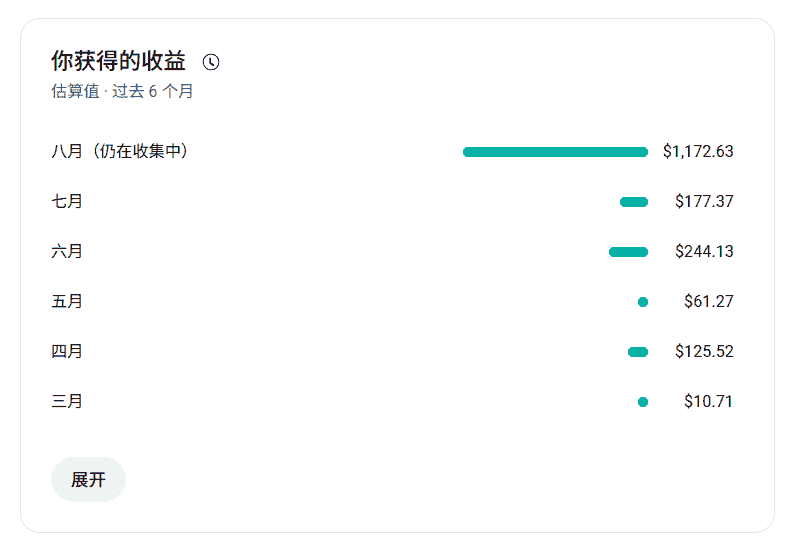 你获得的收益
估算值 · 过去 6 个月
八月（仍在收集中） $1,172.63
七月 $177.37
六月 $244.13
五月 $61.27
四月 $125.52
三月 $10.71
展开